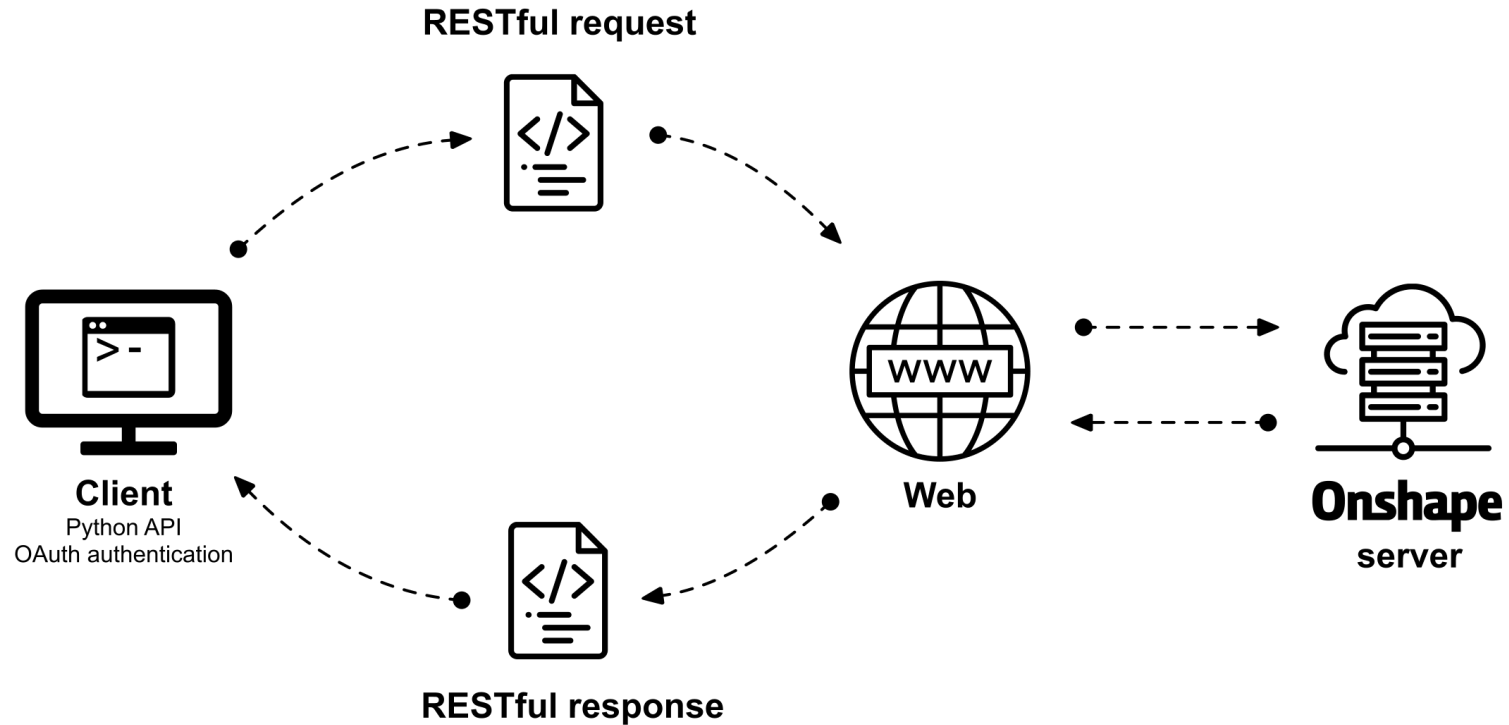 RESTful request
</>
>-
WWW
Client
Python API
OAuth authentication
Web
Onshape
server
</>
RESTful response